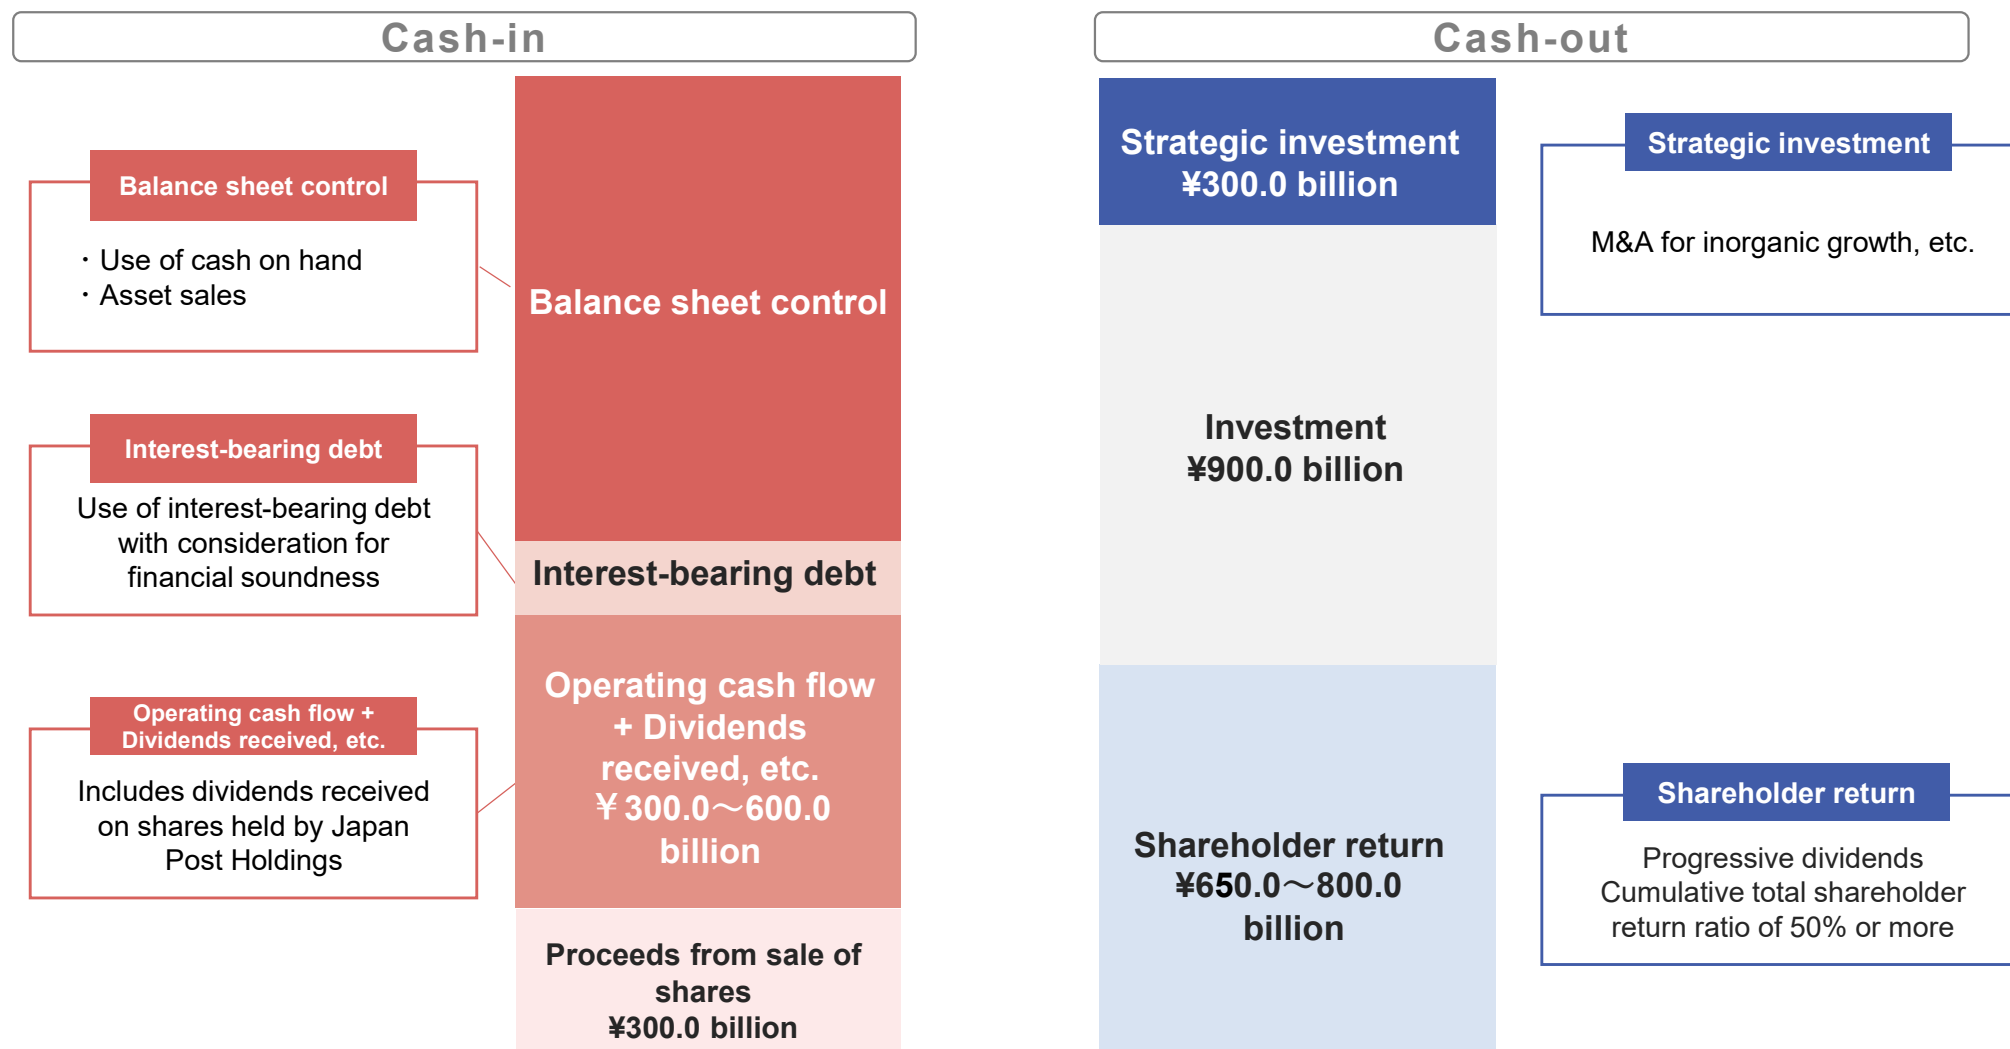 Cash-in
Balance sheet control
・Use of cash on hand
・Asset sales
Interest-bearing debt
Use of interest-bearing debt
with consideration for
financial soundness
Operating cash flow +
Dividends received, etc.
Includes dividends received
on shares held by Japan
Post Holdings
Balance sheet control
Interest-bearing debt
Operating cash flow
+ Dividends
received, etc.
￥300.0～600.0
billion
Proceeds from sale of
shares
¥300.0 billion
Cash-out
Strategic investment
¥300.0 billion
Investment
¥900.0 billion
Shareholder return
¥650.0～800.0
billion
Strategic investment
M&A for inorganic growth, etc.
Shareholder return
Progressive dividends
Cumulative total shareholder
return ratio of 50% or more